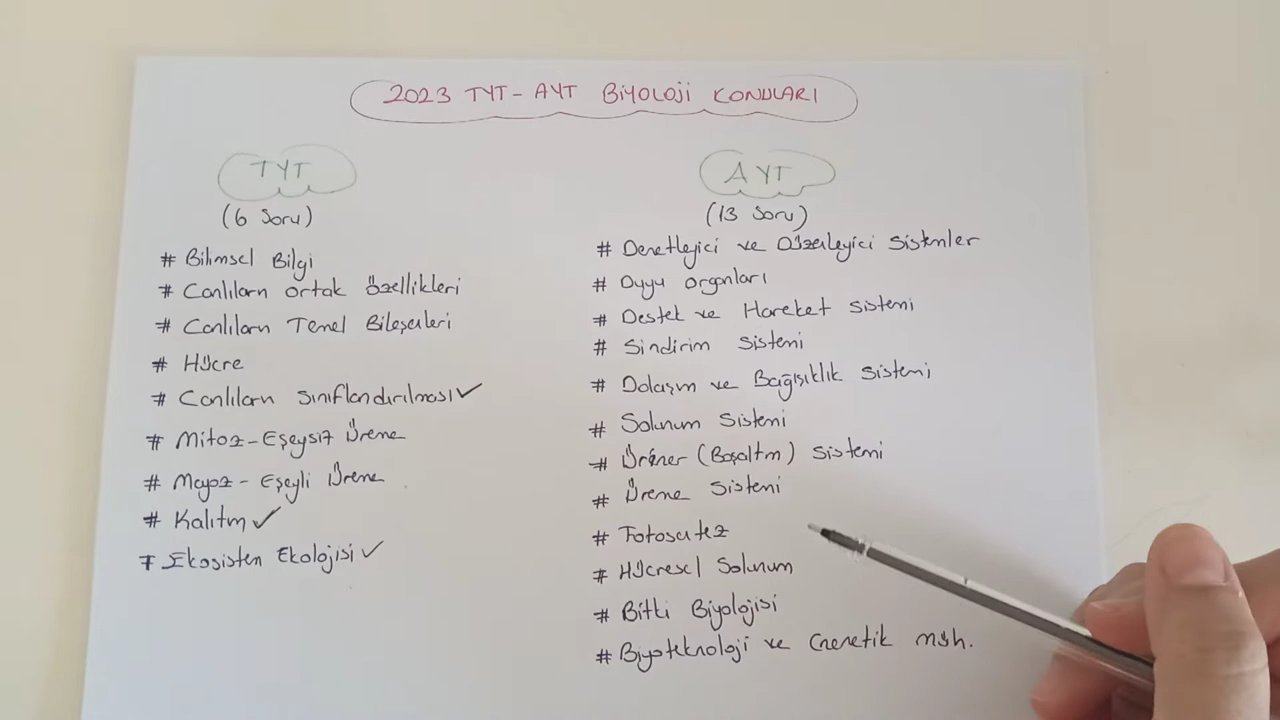 2023 TYT - AYT BİYOLOJİ KONULARI
TYT
(6 Soru)
# Bilimsel Bilgi
# Canlıların Ortak Özellikleri
# Canlıların Temel Bileşenleri
# Hücre
# Canlıların Sınıflandırılması ✓
# Mitoz - Eşeysiz Üreme
# Mayoz - Eşeyli Üreme
# Kalıtım ✓
# Ekosistem Ekolojisi ✓
AYT
(13 Soru)
# Denetleyici ve Düzenleyici Sistemler
# Duyu Organları
# Destek ve Hareket Sistemi
# Sindirim Sistemi
# Dolaşım ve Bağışıklık Sistemi
# Solunum Sistemi
# Üriner (Boşaltım) Sistemi
# Üreme Sistemi
# Fotosentez
# Hücresel Solunum
# Bitki Biyolojisi
# Biyoteknoloji ve Genetik müh.